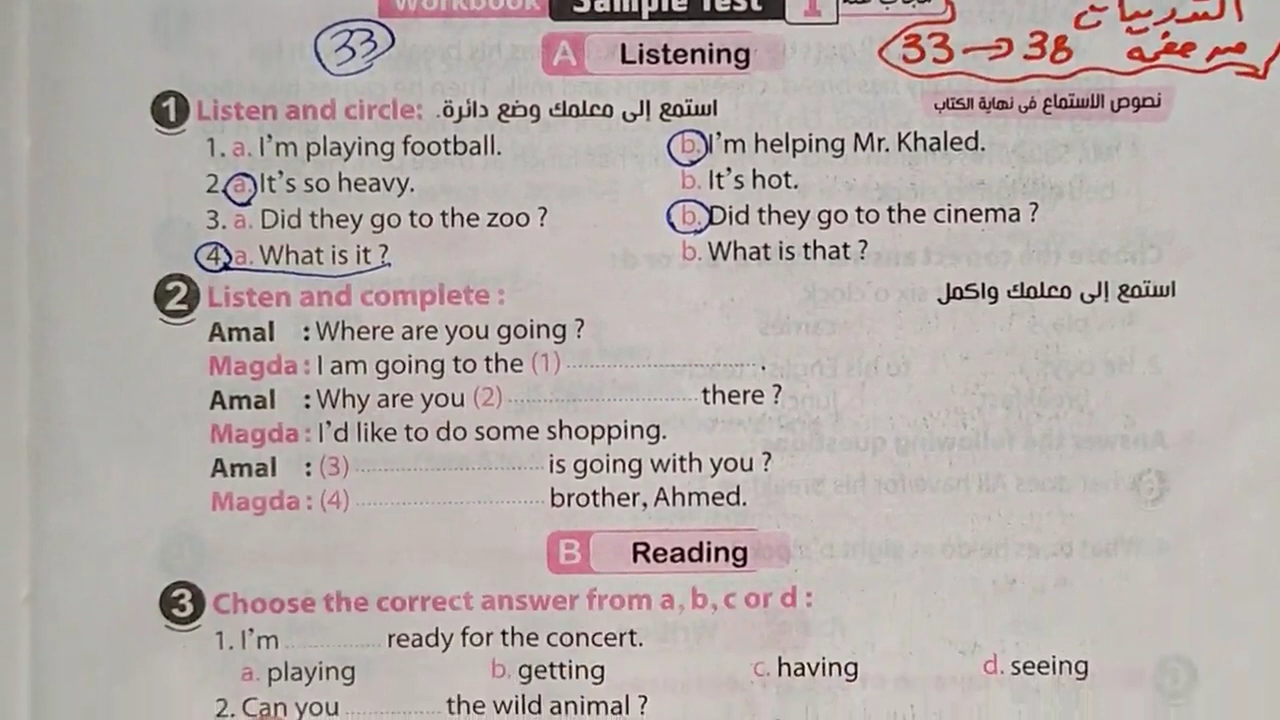 Workbook Sample Test 1
33
التدريبات
33 → 38 من صفحة
A Listening
1 Listen and circle: استمع إلى معلمك وضع دائرة.
نصوص الاستماع فى نهاية الكتاب
1. a. I'm playing football. b. I'm helping Mr. Khaled.
2. a. It's so heavy. b. It's hot.
3. a. Did they go to the zoo ? b. Did they go to the cinema ?
4. a. What is it ? b. What is that ?
2 Listen and complete : استمع إلى معلمك واكمل
Amal : Where are you going ?
Magda : I am going to the (1) ........................ .
Amal : Why are you (2) ........................ there ?
Magda : I'd like to do some shopping.
Amal : (3) ........................ is going with you ?
Magda : (4) ........................ brother, Ahmed.
B Reading
3 Choose the correct answer from a, b, c or d :
1. I'm ............ ready for the concert.
a. playing b. getting c. having d. seeing
2. Can you ............ the wild animal ?